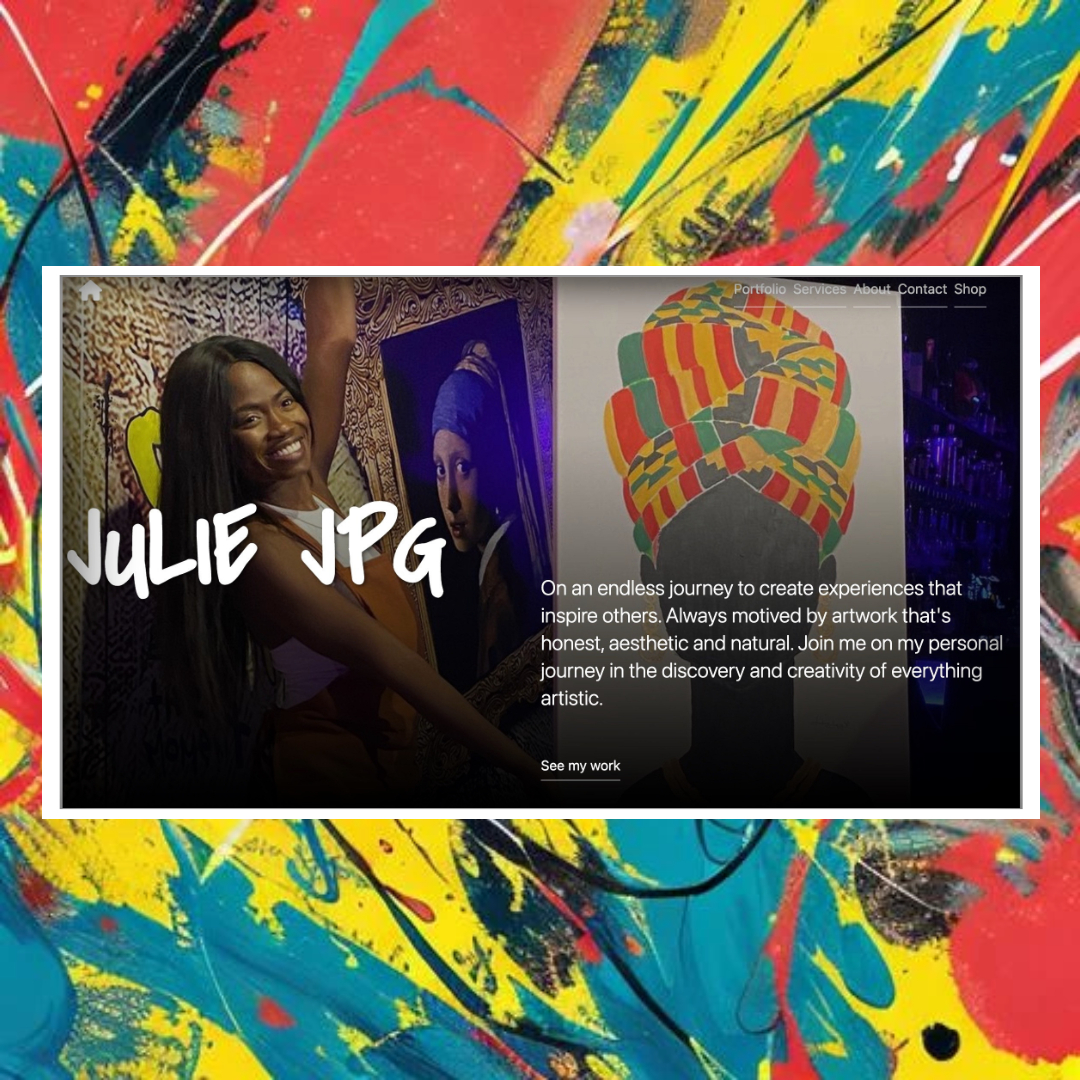 Portfolio Services About Contact Shop
JULIE JPG
On an endless journey to create experiences that
inspire others. Always motived by artwork that's
honest, aesthetic and natural. Join me on my personal
journey in the discovery and creativity of everything
artistic.
See my work